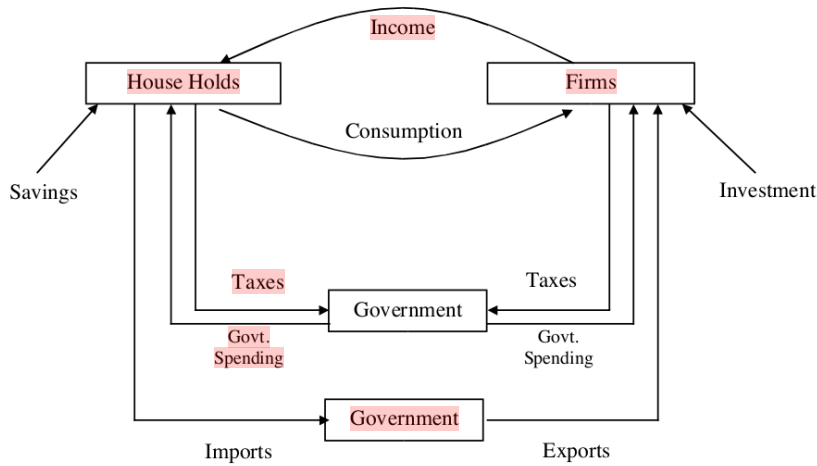 Income
House Holds
Firms
Consumption
Savings
Investment
Taxes
Taxes
Government
Govt.
Spending
Govt.
Spending
Government
Imports
Exports